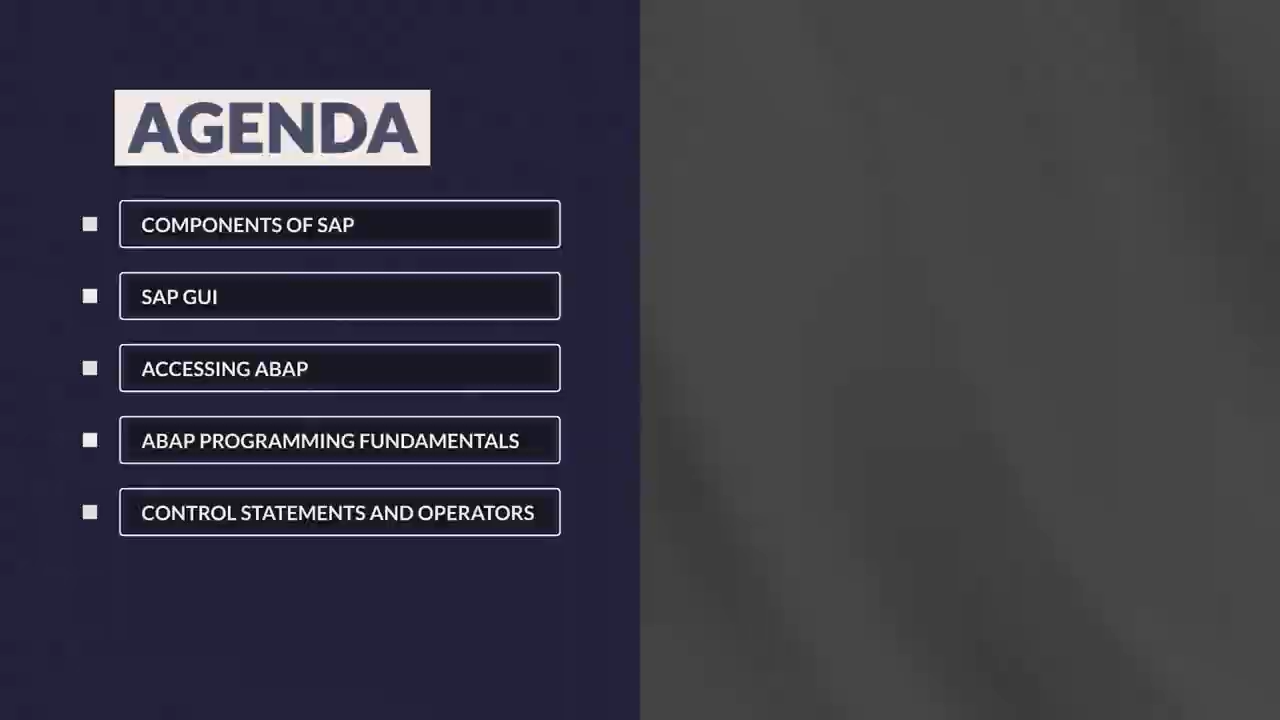 AGENDA
COMPONENTS OF SAP
SAP GUI
ACCESSING ABAP
ABAP PROGRAMMING FUNDAMENTALS
CONTROL STATEMENTS AND OPERATORS